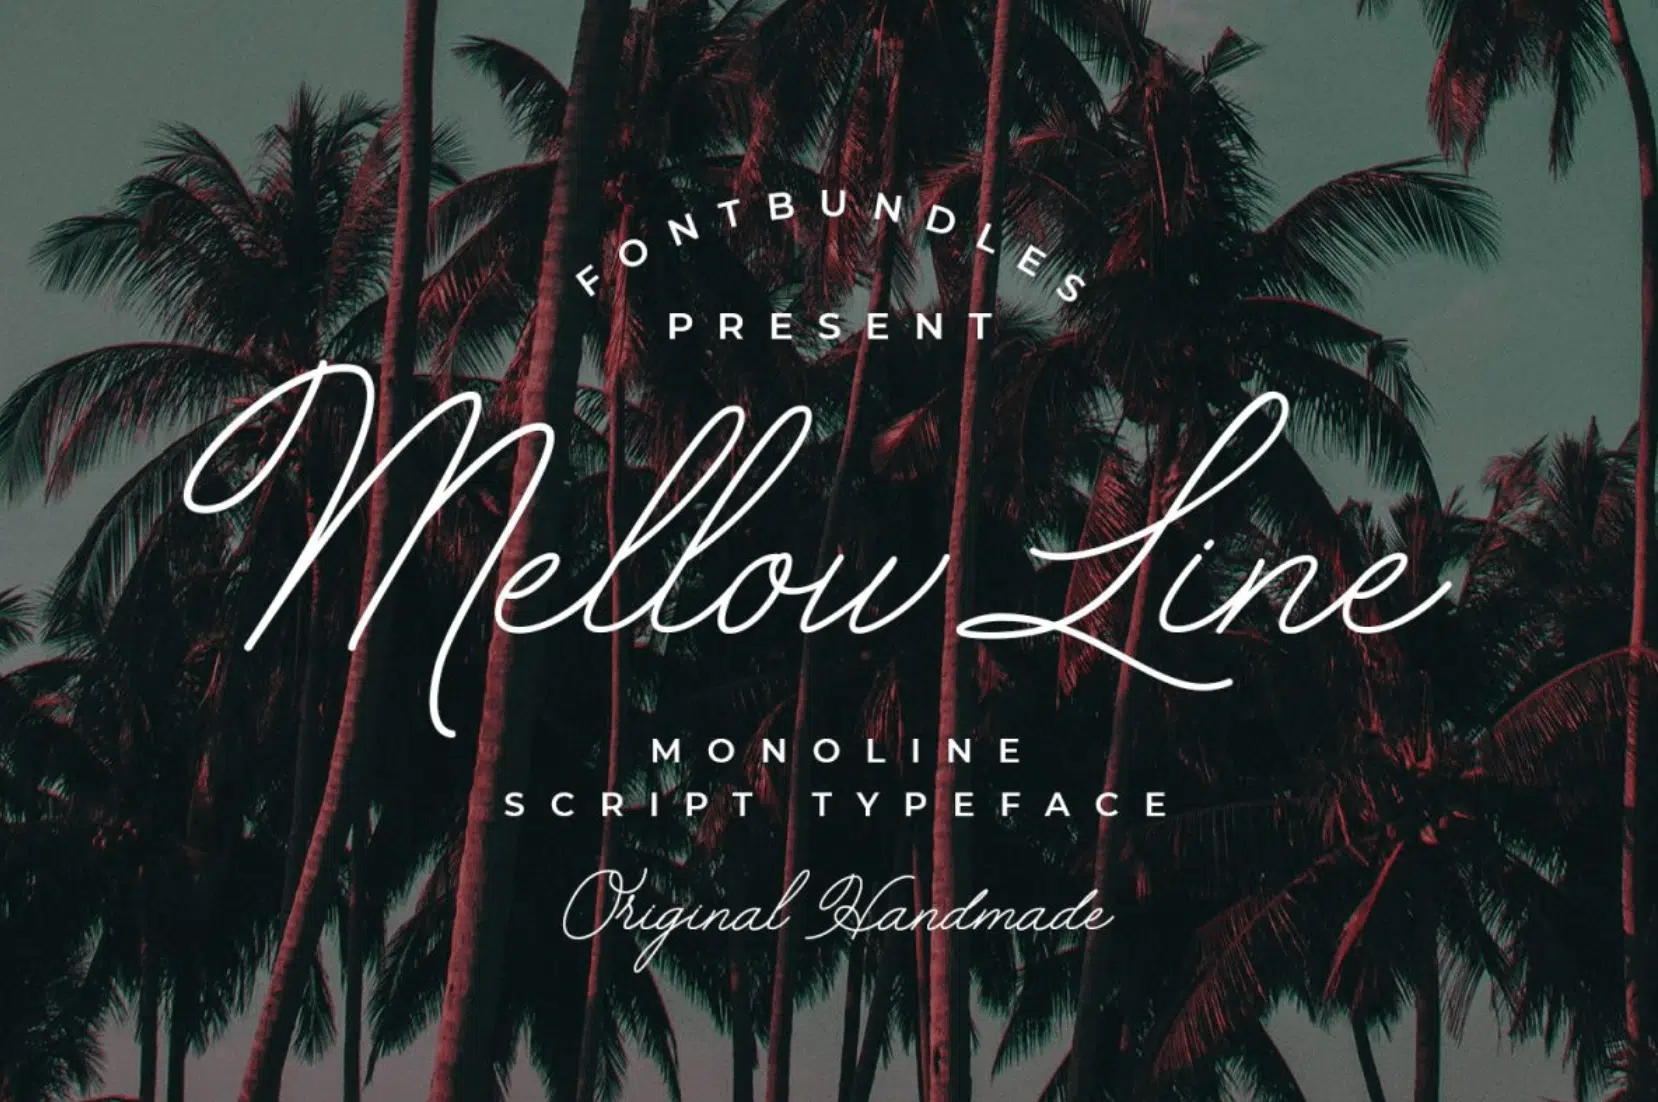 FONTBUNDLES
PRESENT
Mellow Line
MONOLINE
SCRIPT TYPEFACE
Original Handmade